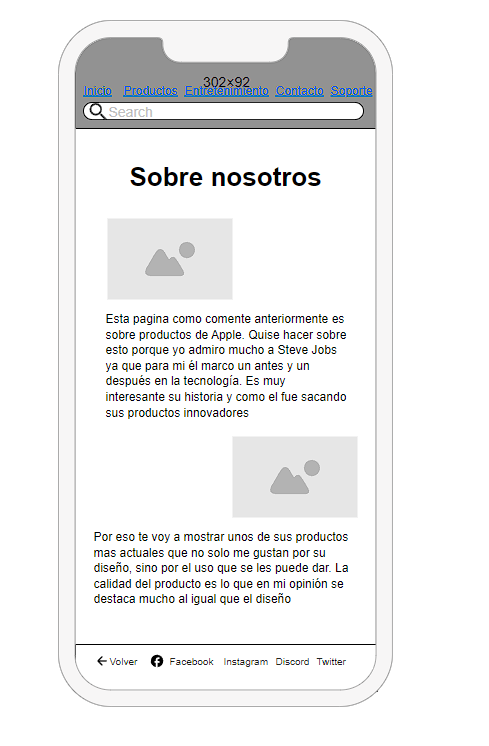 302×92
Inicio Productos Entretenimiento Contacto Soporte
Search
Sobre nosotros
Esta pagina como comente anteriormente es
sobre productos de Apple. Quise hacer sobre
esto porque yo admiro mucho a Steve Jobs
ya que para mi él marco un antes y un
después en la tecnología. Es muy
interesante su historia y como el fue sacando
sus productos innovadores
Por eso te voy a mostrar unos de sus productos
mas actuales que no solo me gustan por su
diseño, sino por el uso que se les puede dar. La
calidad del producto es lo que en mi opinión se
destaca mucho al igual que el diseño
Volver Facebook Instagram Discord Twitter